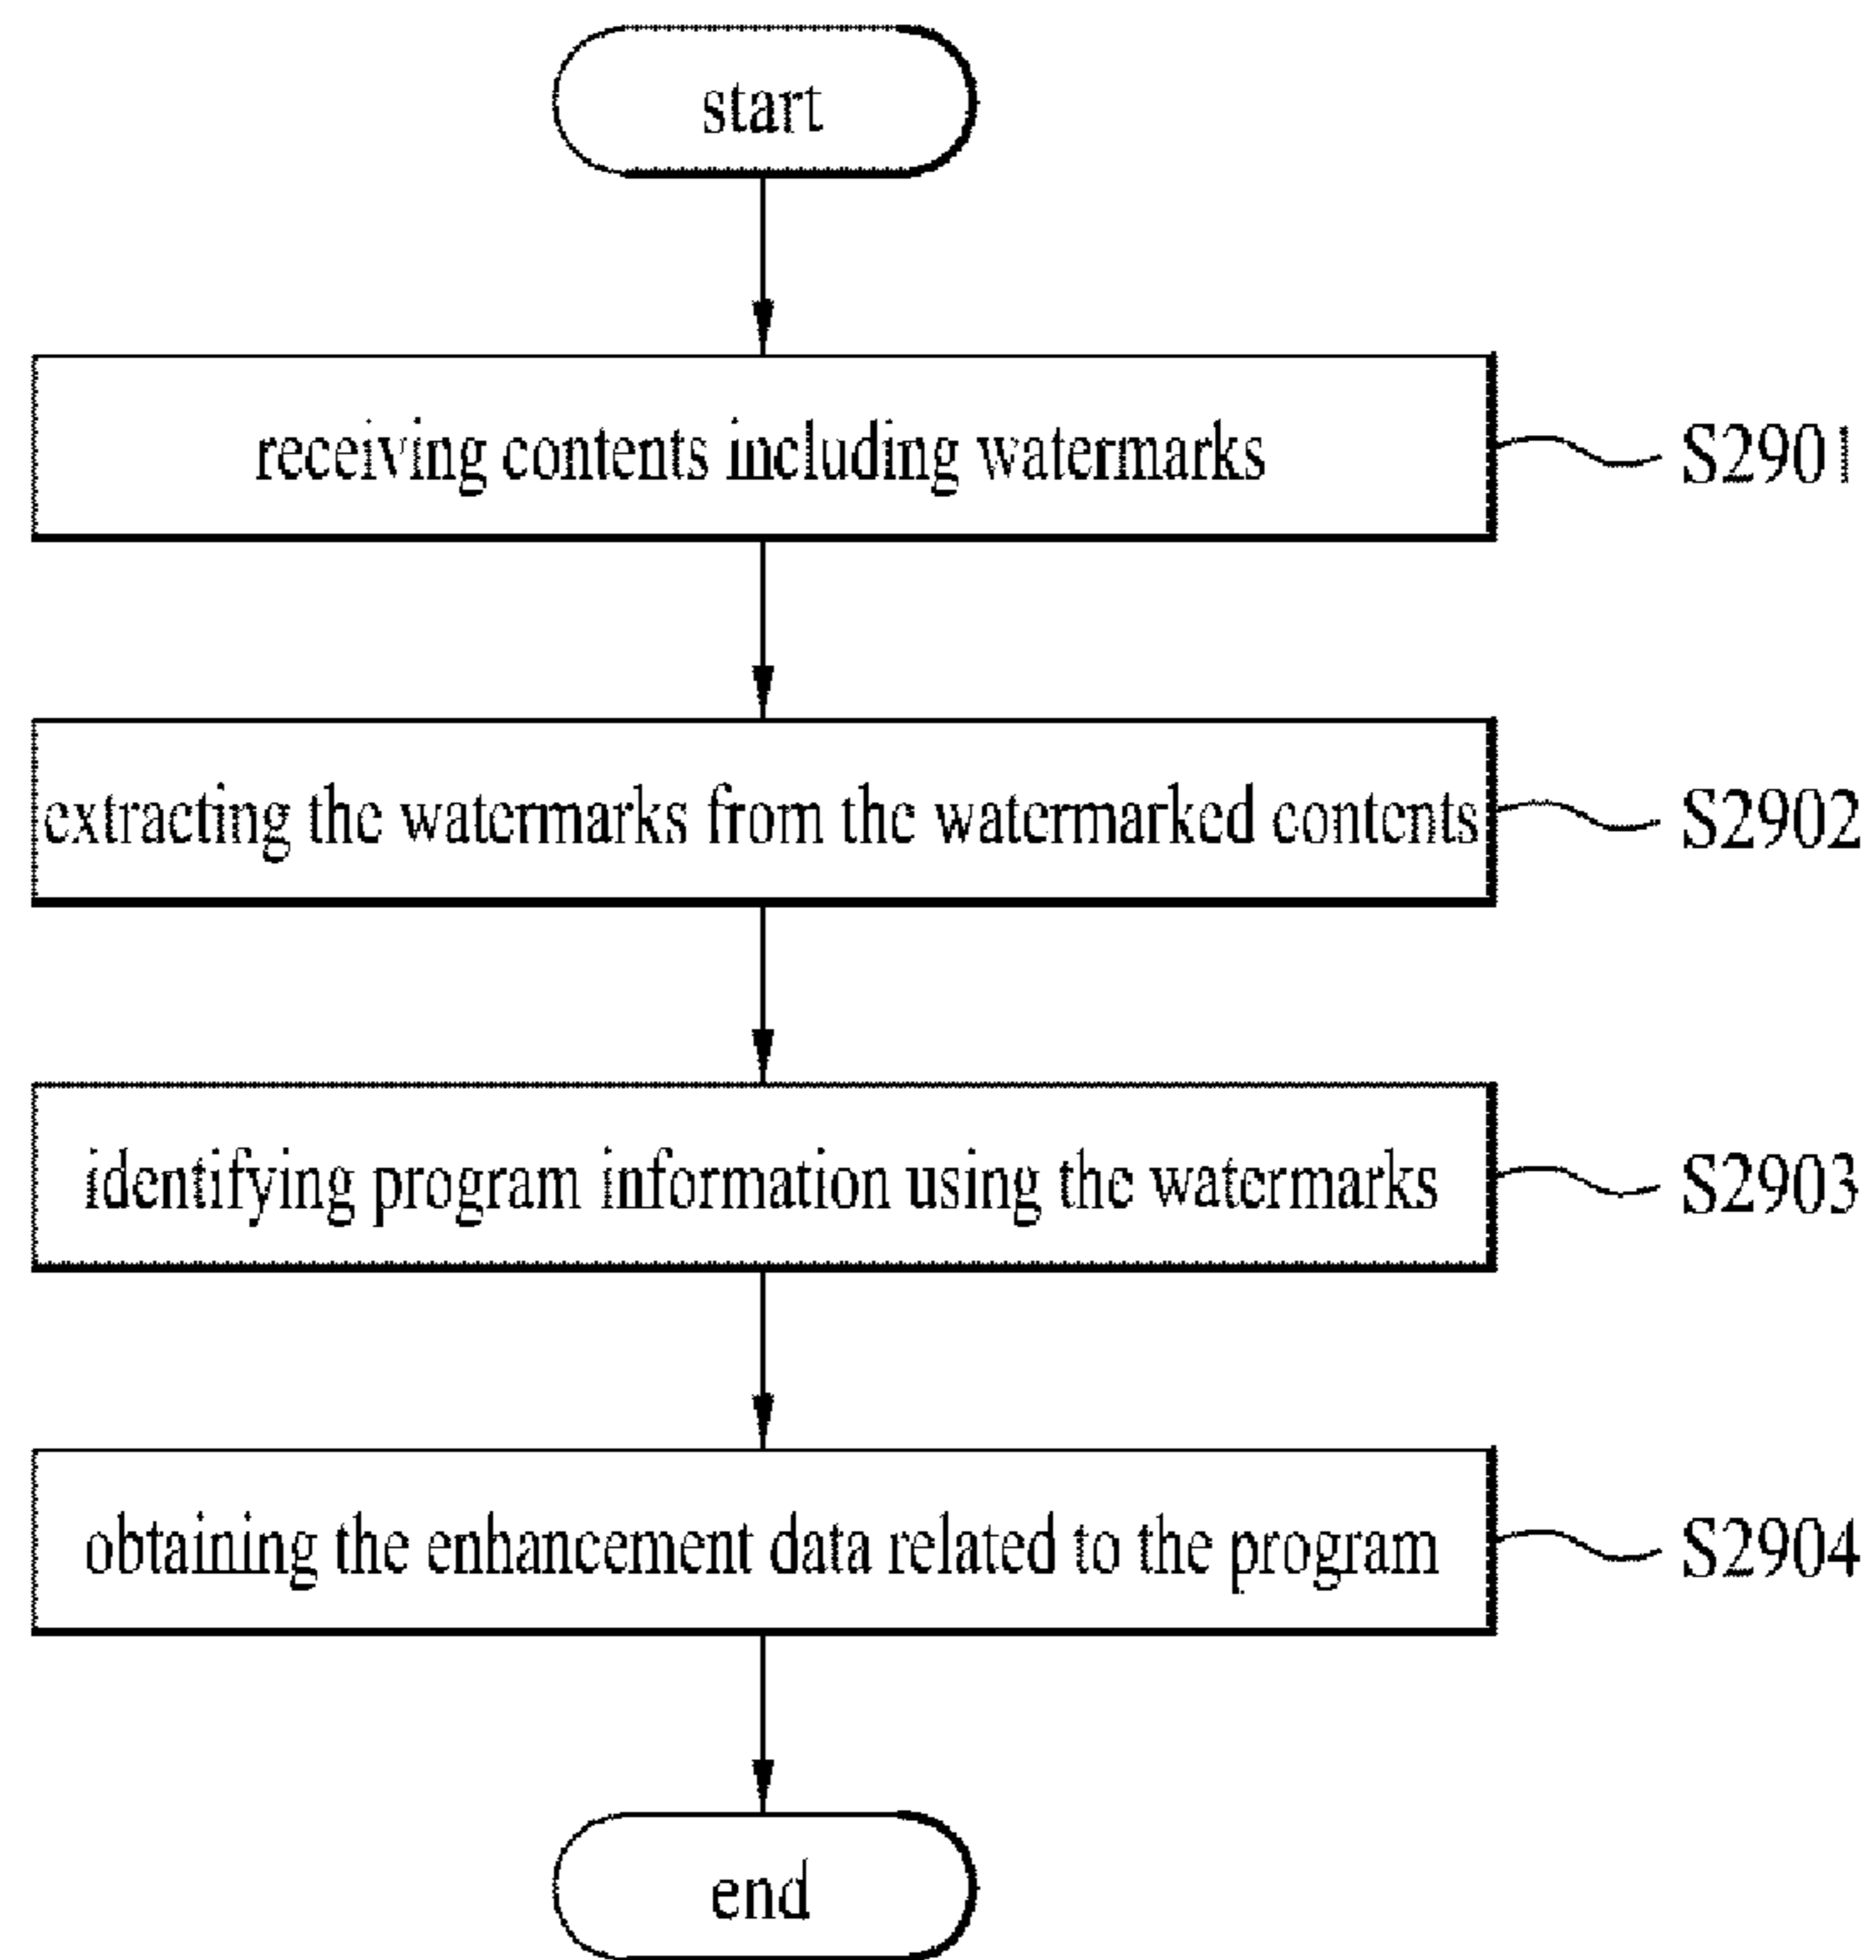 start
receiving contents including watermarks
S2901
extracting the watermarks from the watermarked contents
S2902
identifying program information using the watermarks
S2903
obtaining the enhancement data related to the program
S2904
end